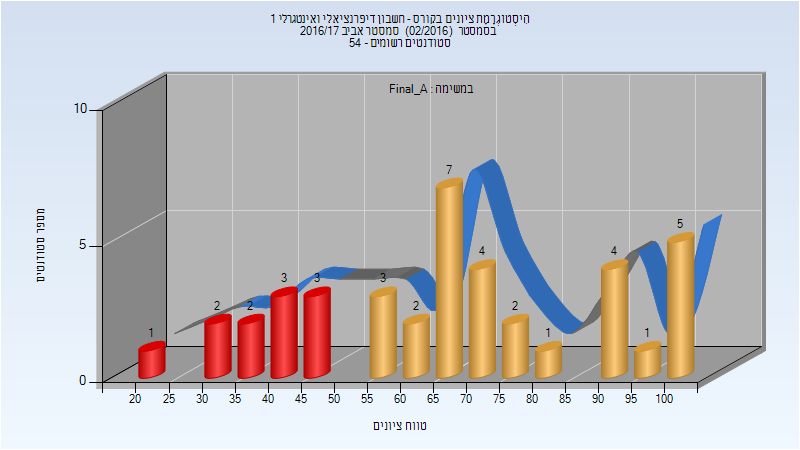 הִיסְטוֹגְרָמַת ציונים בקורס - חשבון דיפרנציאלי ואינטגרלי 1
בסמסטר (02/2016) סמסטר אביב 2016/17
סטודנטים רשומים - 54
במשימה : Final_A
מספר סטודנטים
10
5
0
1 2 2 3 3 3 2 7 4 2 1 4 1 5
20 25 30 35 40 45 50 55 60 65 70 75 80 85 90 95 100
טווח ציונים